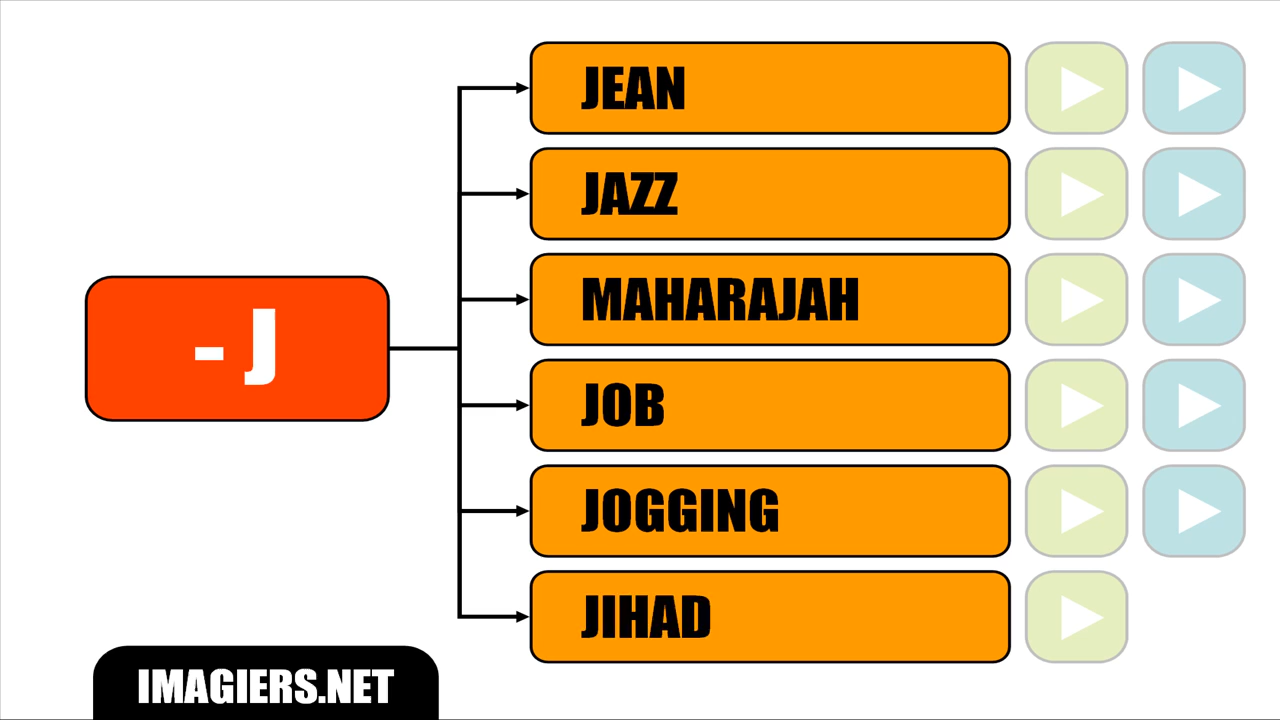 JEAN
JAZZ
MAHARAJAH
- J
JOB
JOGGING
JIHAD
IMAGIERS.NET